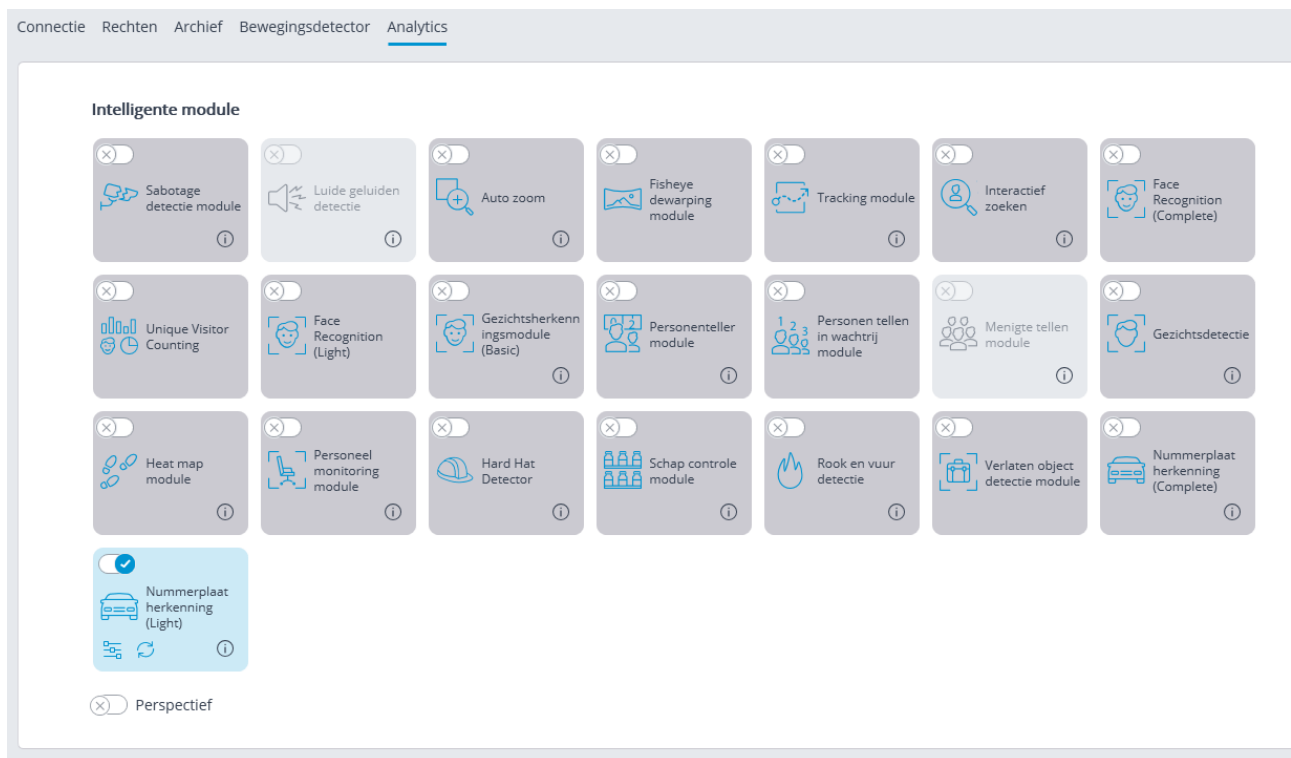 Connectie Rechten Archief Bewegingsdetector Analytics
Intelligente module
Sabotage
detectie module
Luide geluiden
detectie
Auto zoom
Fisheye
dewarping
module
Tracking module
Interactief
zoeken
Face
Recognition
(Complete)
Unique Visitor
Counting
Face
Recognition
(Light)
Gezichtsherkenn
ingsmodule
(Basic)
Personenteller
module
Personen tellen
in wachtrij
module
Menigte tellen
module
Gezichtsdetectie
Heat map
module
Personeel
monitoring
module
Hard Hat
Detector
Schap controle
module
Rook en vuur
detectie
Verlaten object
detectie module
Nummerplaat
herkenning
(Complete)
Nummerplaat
herkenning
(Light)
Perspectief